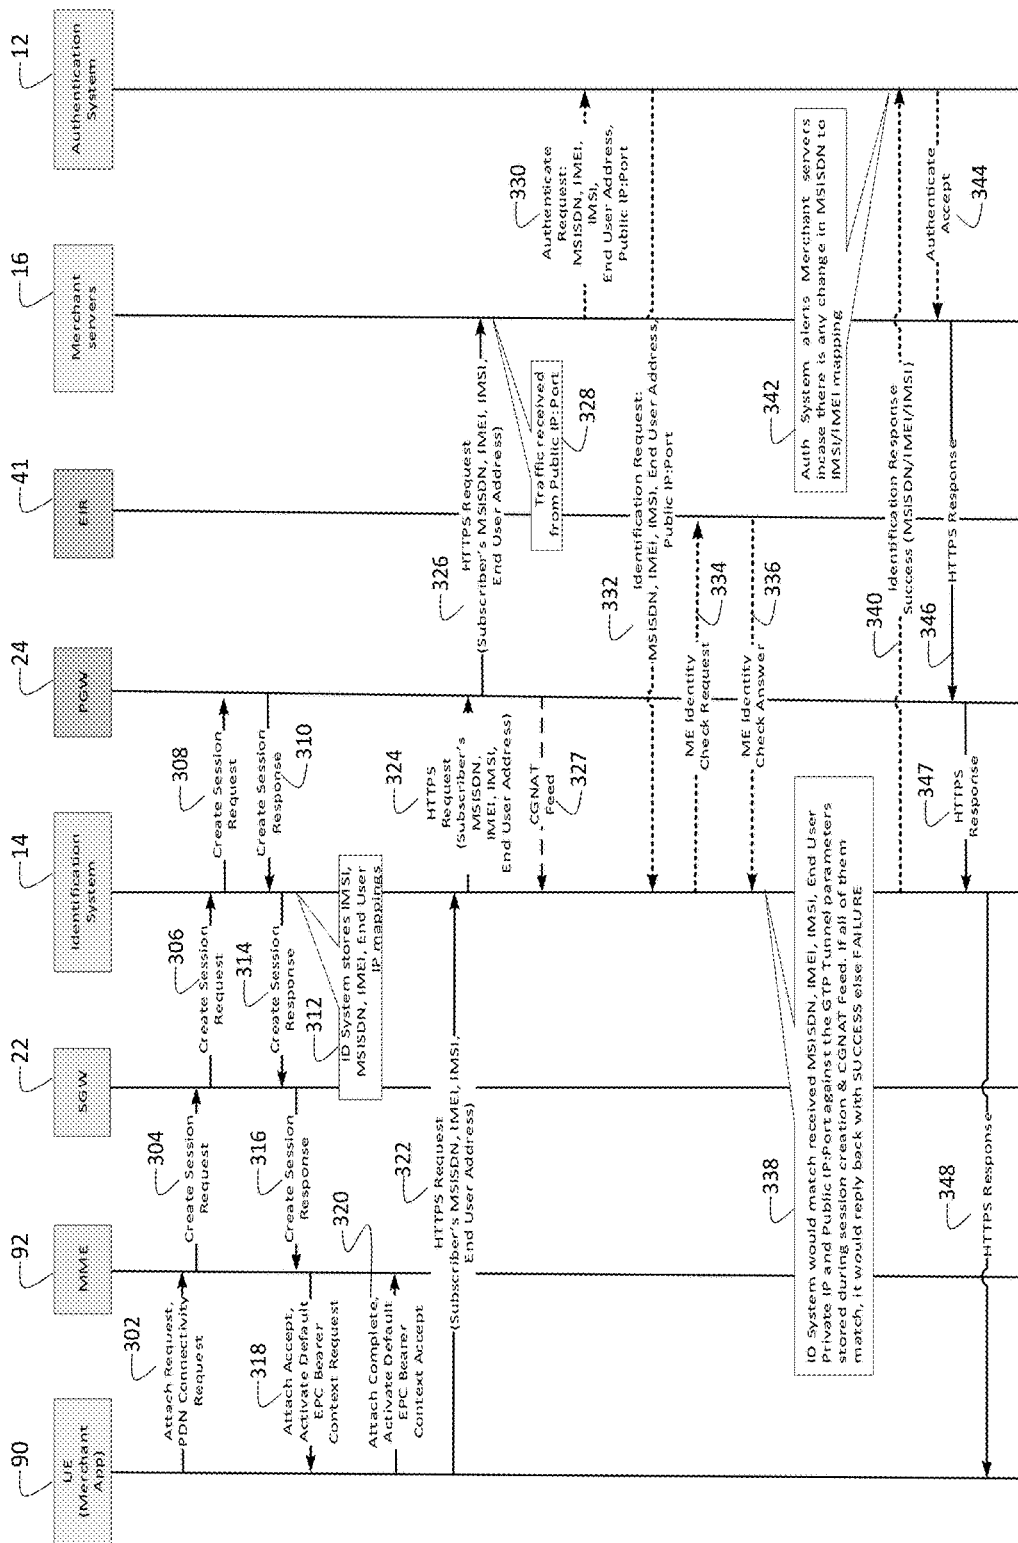 90
UE
(Merchant
App)
92
MME
22
SGW
14
Identification
System
24
PGW
41
EIR
16
Merchant
servers
12
Authentication
System
302
Attach Request,
PDN Connectivity
Request
304
Create Session
Request
306
Create Session
Request
308
Create Session
Request
310
Create Session
Response
312
ID System stores IMSI,
MSISDN, IMEI, End User
IP mappings
314
Create Session
Response
316
Create Session
Response
318
Attach Accept,
Activate Default
EPC Bearer
Context Request
320
Attach Complete,
Activate Default
EPC Bearer
Context Accept
322
HTTPS Request
(Subscriber's MSISDN, IMEI, IMSI,
End User Address)
324
HTTPS
Request
(Subscriber's
MSISDN,
IMEI, IMSI,
End User Address)
326
HTTPS Request
(Subscriber's MSISDN, IMEI, IMSI,
End User Address)
327
CGNAT
Feed
328
Traffic received
from Public IP:Port
330
Authenticate
Request:
MSISDN, IMEI,
IMSI,
End User Address,
Public IP:Port
332
Identification Request:
MSISDN, IMEI, IMSI, End User Address,
Public IP:Port
334
ME Identity
Check Request
336
ME Identity
Check Answer
338
ID System would match received MSISDN, IMEI, IMSI, End User
Private IP and Public IP:Port against the GTP Tunnel parameters
stored during session creation & CGNAT Feed. If all of them
match, it would reply back with SUCCESS else FAILURE
340
Identification Response
Success (MSISDN/IMEI/IMSI)
342
Auth System alerts Merchant servers
incase there is any change in MSISDN to
IMSI/IMEI mapping
344
Authenticate
Accept
346
HTTPS Response
347
HTTPS
Response
348
HTTPS Response